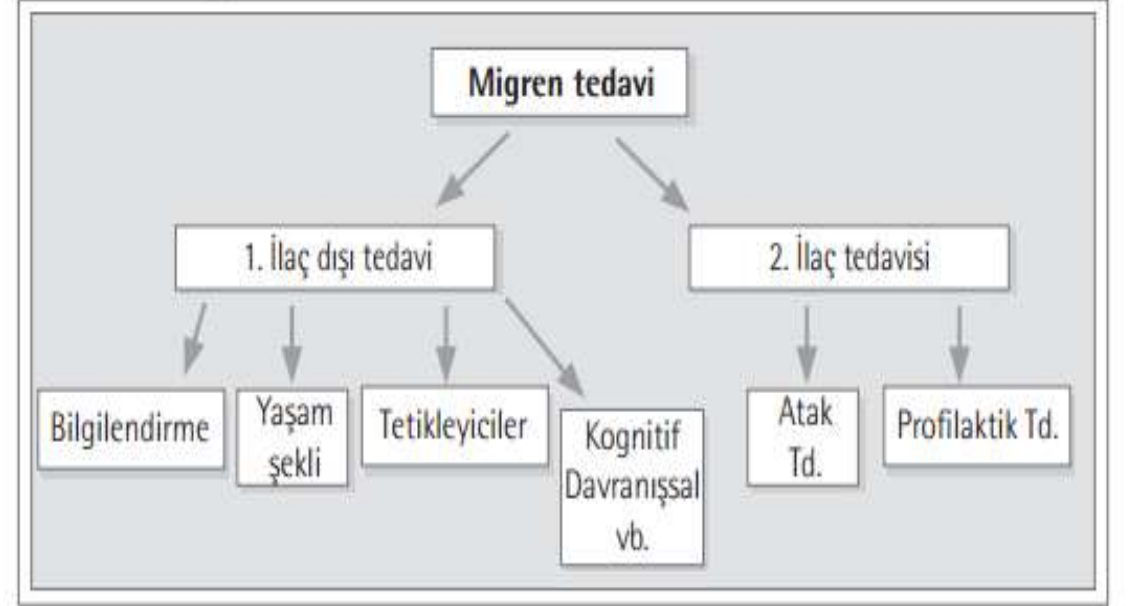 Migren tedavi
1. İlaç dışı tedavi
2. İlaç tedavisi
Bilgilendirme
Yaşam
şekli
Tetikleyiciler
Kognitif
Davranışsal
vb.
Atak
Td.
Profilaktik Td.